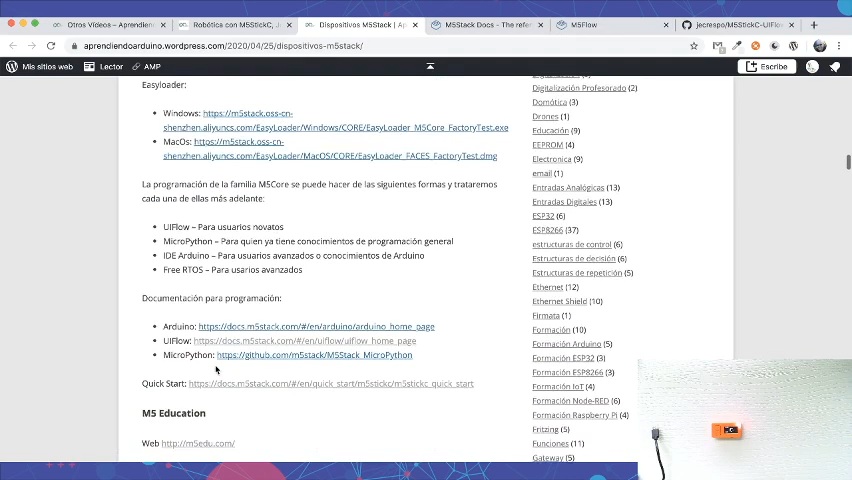 Otros Vídeos – Aprendien
Robótica con M5StickC, J
Dispositivos M5Stack | Ap
M5Stack Docs – The refer
M5Flow
jecrespo/M5StickC-UIFlow
aprendiendoarduino.wordpress.com/2020/04/25/dispositivos-m5stack/
Mis sitios web
Lector
AMP
Escribe
Easyloader:
Windows: https://m5stack.oss-cn-
shenzhen.aliyuncs.com/EasyLoader/Windows/CORE/EasyLoader_M5Core_FactoryTest.exe
MacOs: https://m5stack.oss-cn-
shenzhen.aliyuncs.com/EasyLoader/MacOS/CORE/EasyLoader_FACES_FactoryTest.dmg
La programación de la familia M5Core se puede hacer de las siguientes formas y trataremos
cada una de ellas más adelante:
UIFlow – Para usuarios novatos
MicroPython – Para quien ya tiene conocimientos de programación general
IDE Arduino – Para usuarios avanzados o conocimientos de Arduino
Free RTOS – Para usarios avanzados
Documentación para programación:
Arduino: https://docs.m5stack.com/#/en/arduino/arduino_home_page
UIFlow: https://docs.m5stack.com/#/en/uiflow/uiflow_home_page
MicroPython: https://github.com/m5stack/M5Stack_MicroPython
Quick Start: https://docs.m5stack.com/#/en/quick_start/m5stickc/m5stickc_quick_start
M5 Education
Web http://m5edu.com/
Digitalización Profesorado (2)
Domótica (3)
Drones (1)
Educación (9)
EEPROM (4)
Electronica (9)
email (1)
Entradas Analógicas (13)
Entradas Digitales (13)
ESP32 (6)
ESP8266 (37)
estructuras de control (6)
Estructuras de decisión (6)
Estructuras de repetición (5)
Ethernet (12)
Ethernet Shield (10)
Firmata (1)
Formación (10)
Formación Arduino (5)
Formación ESP32 (3)
Formación ESP8266 (3)
Formación IoT (4)
Formación Node-RED (6)
Formación Raspberry Pi (4)
Fritzing (5)
Funciones (11)
Gateway (5)